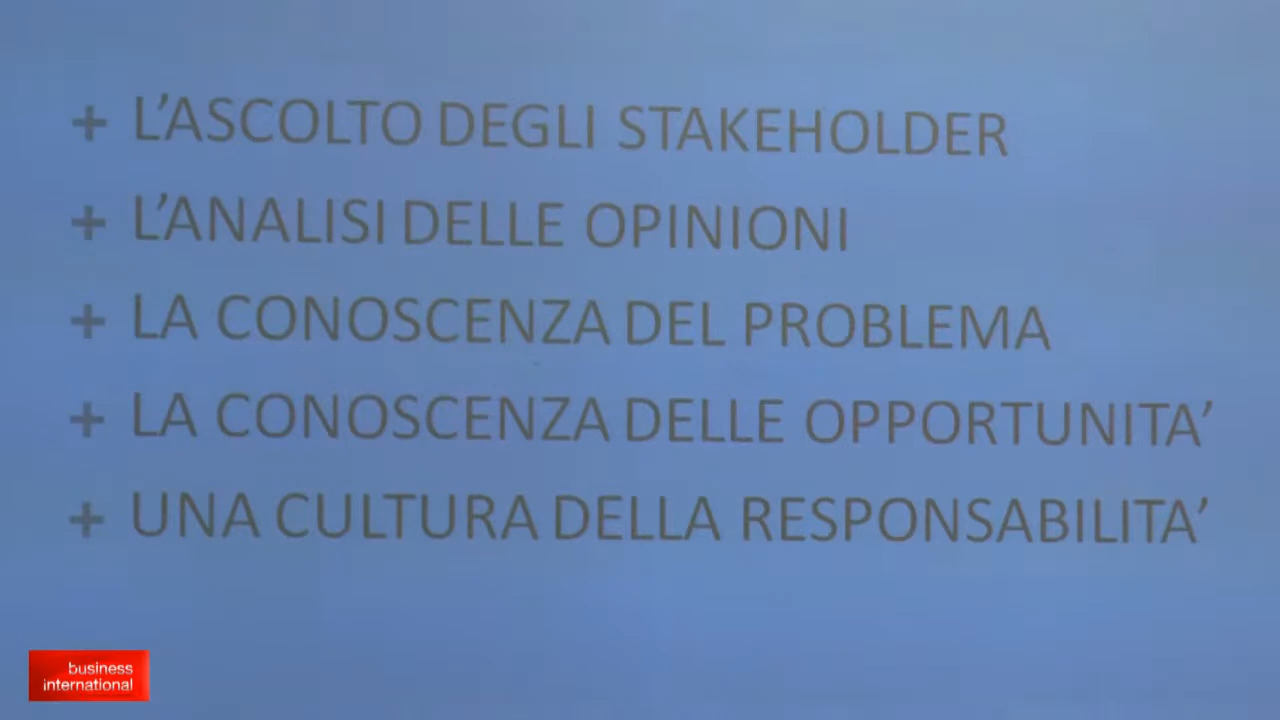 + L'ASCOLTO DEGLI STAKEHOLDER
+ L'ANALISI DELLE OPINIONI
+ LA CONOSCENZA DEL PROBLEMA
+ LA CONOSCENZA DELLE OPPORTUNITA'
+ UNA CULTURA DELLA RESPONSABILITA'
business
international